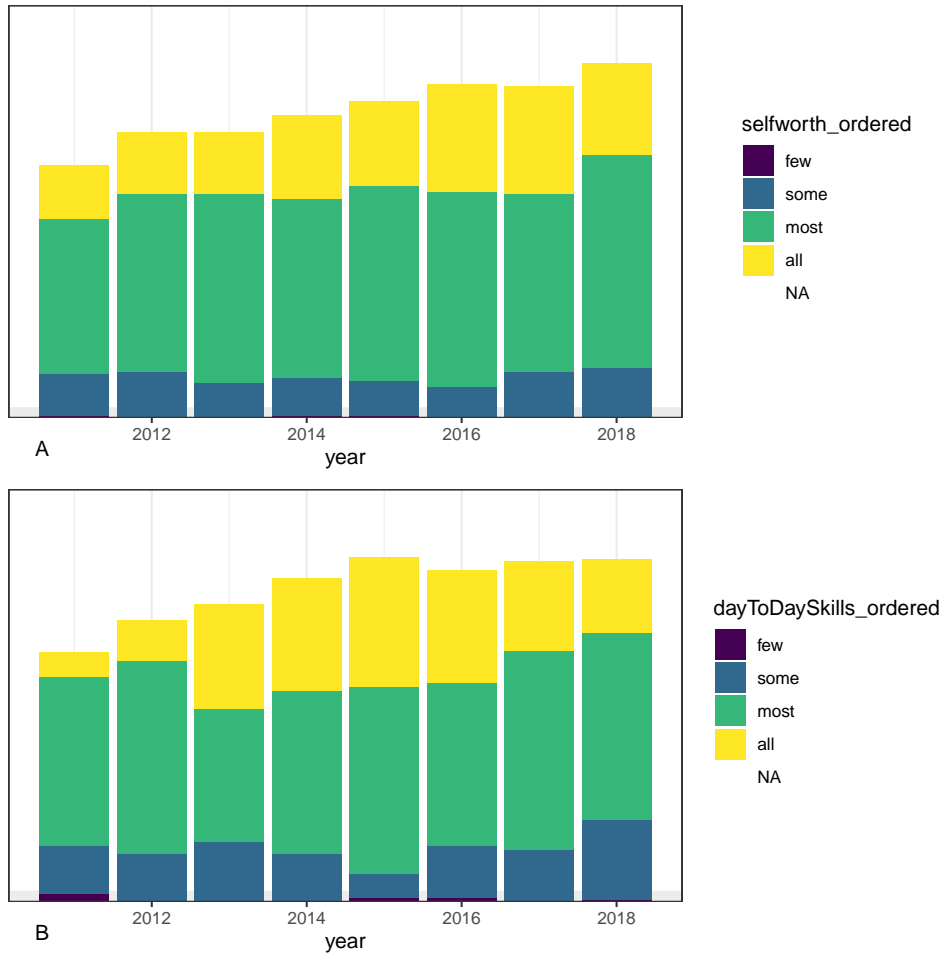 selfworth_ordered
few
some
most
all
NA
2012 2014 2016 2018
year
A
dayToDaySkills_ordered
few
some
most
all
NA
2012 2014 2016 2018
year
B